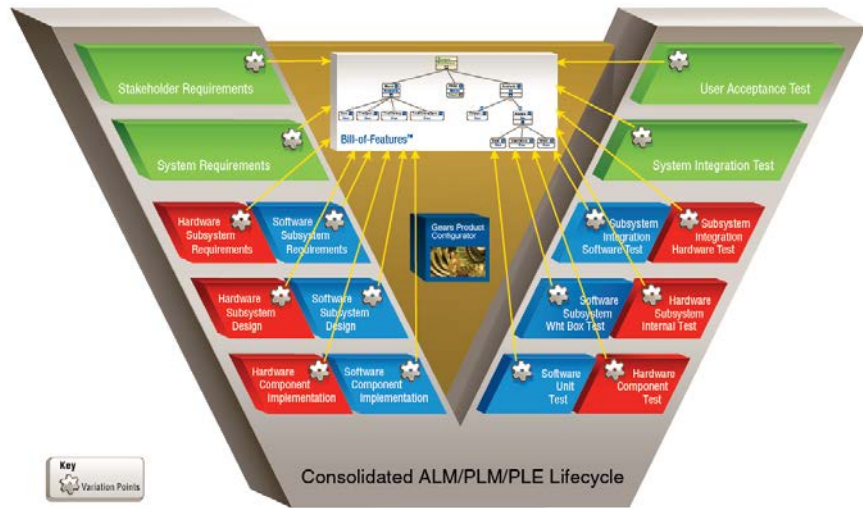 Stakeholder Requirements
User Acceptance Test
Bill-of-Features™
System Requirements
System Integration Test
Hardware
Subsystem
Requirements
Software
Subsystem
Requirements
Gears Product
Configurator
Subsystem
Integration
Software Test
Subsystem
Integration
Hardware Test
Hardware
Subsystem
Design
Software
Subsystem
Design
Software
Subsystem
Wht Box Test
Hardware
Subsystem
Internal Test
Hardware
Component
Implementation
Software
Component
Implementation
Software
Unit
Test
Hardware
Component
Test
Key
Variation Points
Consolidated ALM/PLM/PLE Lifecycle